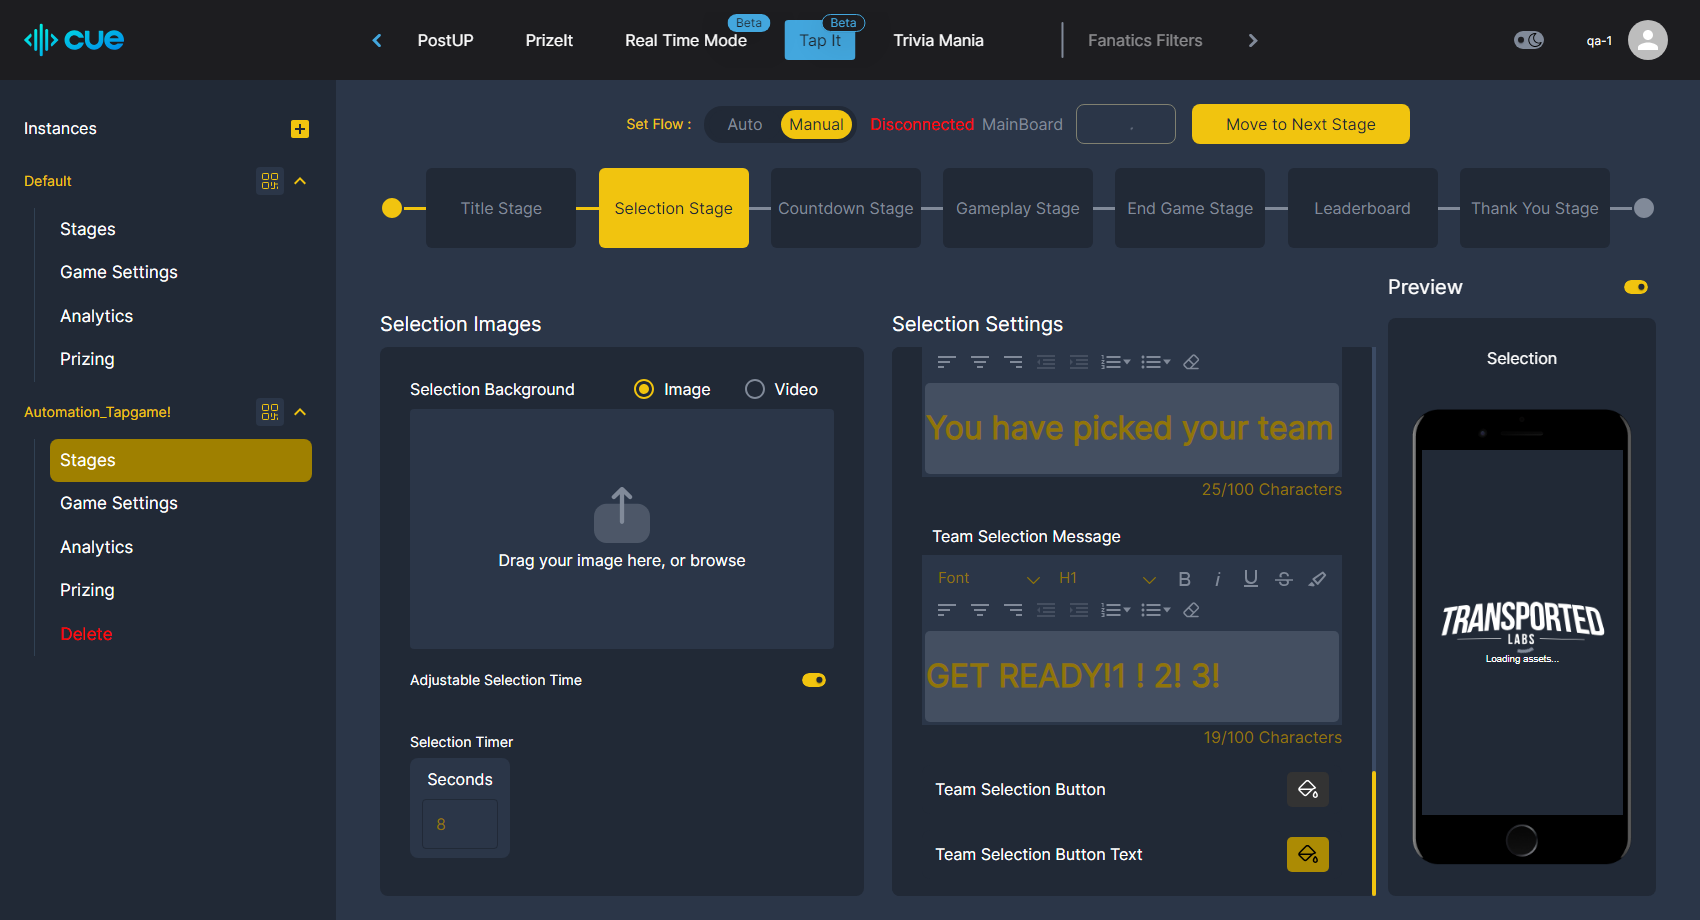 cue
PostUP
PrizeIt
Real Time Mode
Beta
Tap It
Beta
Trivia Mania
Fanatics Filters
qa-1
Instances
Default
Stages
Game Settings
Analytics
Prizing
Automation_Tapgame!
Stages
Game Settings
Analytics
Prizing
Delete
Set Flow :
Auto
Manual
Disconnected
MainBoard
Move to Next Stage
Title Stage
Selection Stage
Countdown Stage
Gameplay Stage
End Game Stage
Leaderboard
Thank You Stage
Selection Images
Selection Background
Image
Video
Drag your image here, or browse
Adjustable Selection Time
Selection Timer
Seconds
8
Selection Settings
You have picked your team
25/100 Characters
Team Selection Message
Font
H1
B i U S
GET READY!1 ! 2! 3!
19/100 Characters
Team Selection Button
Team Selection Button Text
Preview
Selection
TRANSPORTED
LABS
Loading assets...